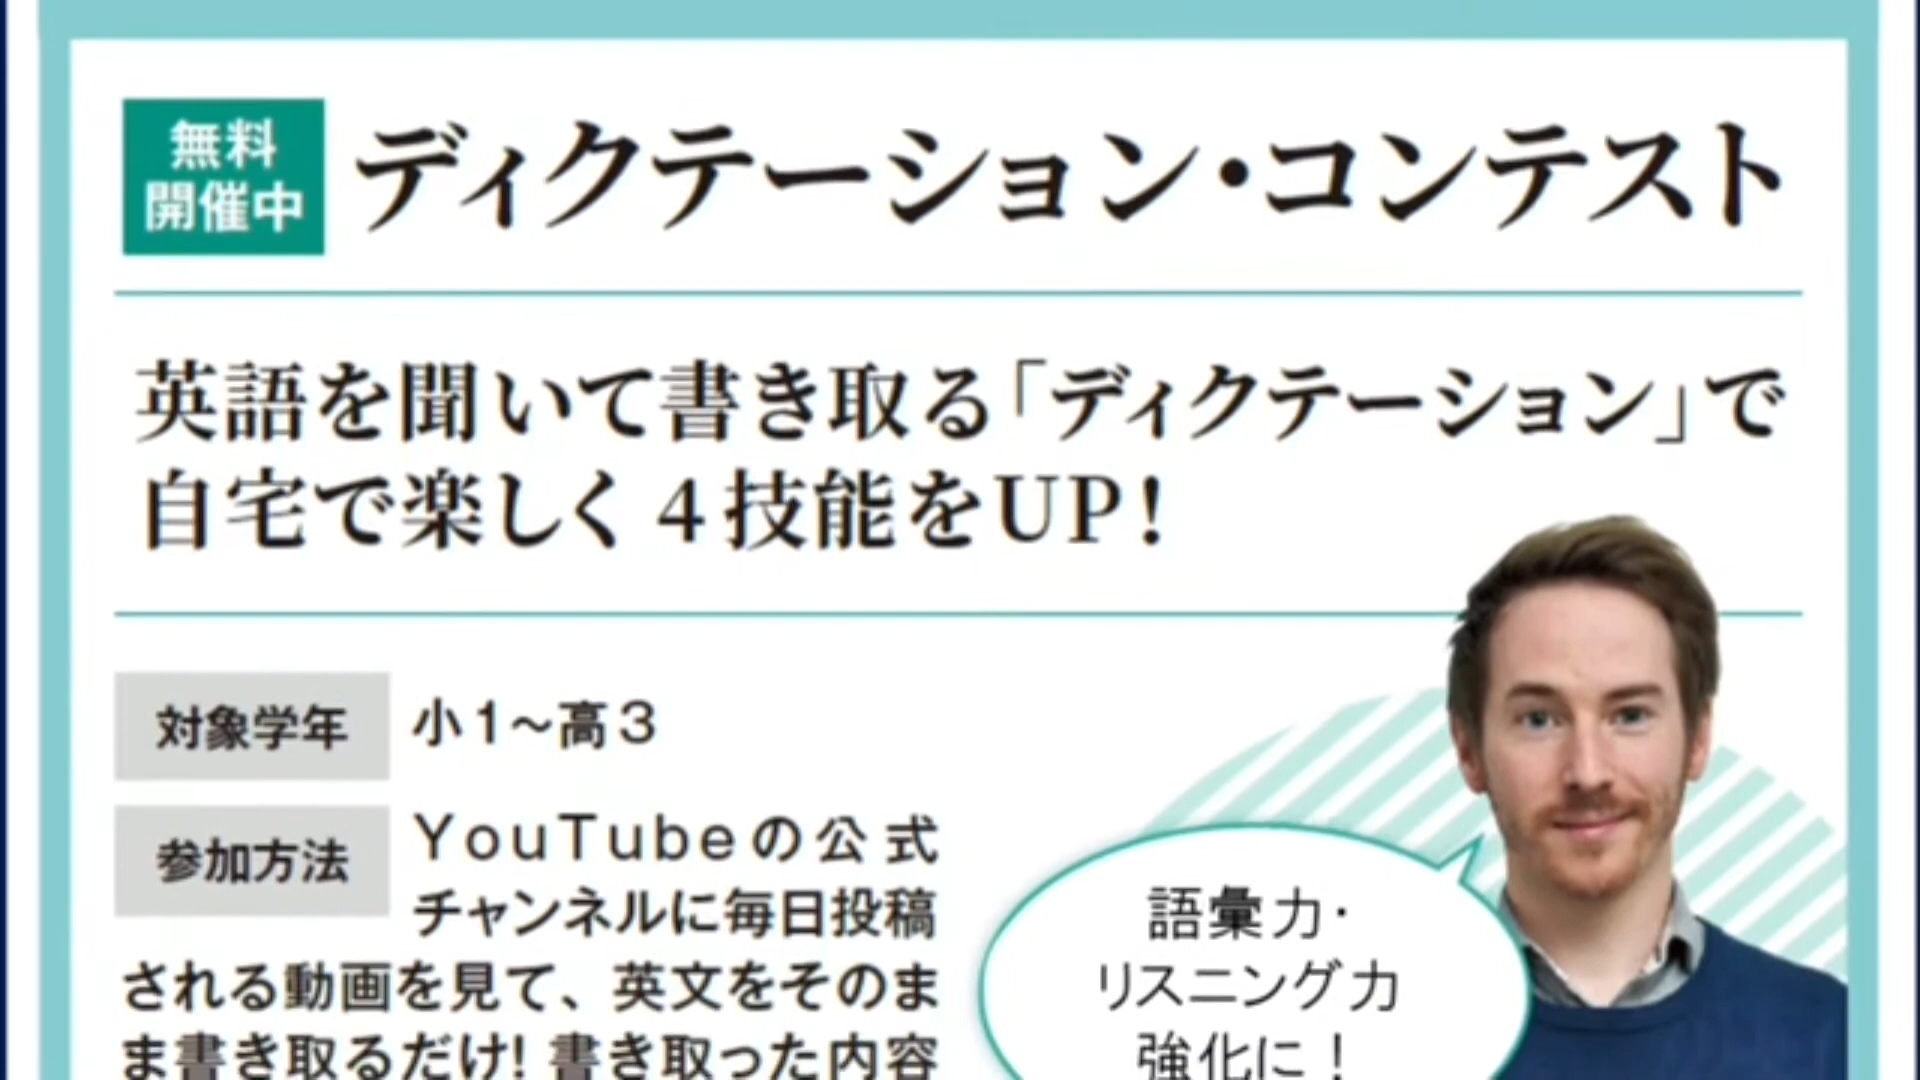 無料
開催中
ディクテーション・コンテスト
英語を聞いて書き取る「ディクテーション」で
自宅で楽しく4技能をUP!
対象学年
小1~高3
参加方法
YouTubeの公式
チャンネルに毎日投稿
される動画を見て、英文をそのま
ま書き取るだけ!書き取った内容
語彙力・
リスニング力
強化に!